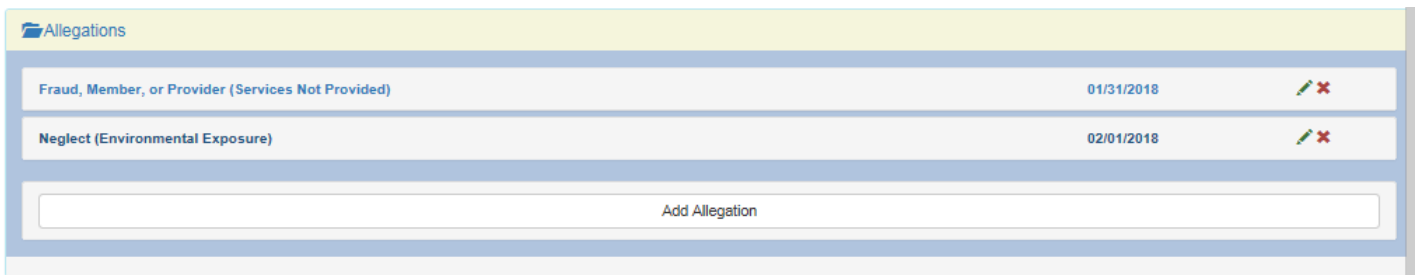 Allegations
Fraud, Member, or Provider (Services Not Provided) 01/31/2018
Neglect (Environmental Exposure) 02/01/2018
Add Allegation